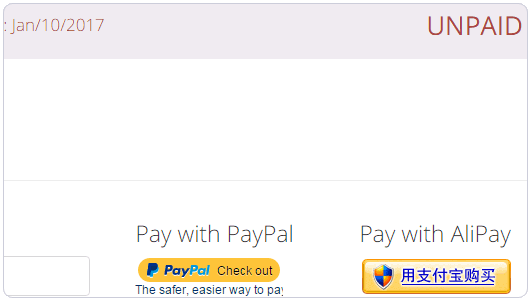 : Jan/10/2017
UNPAID
Pay with PayPal
Pay with AliPay
PayPal Check out
用支付宝购买
The safer, easier way to pay